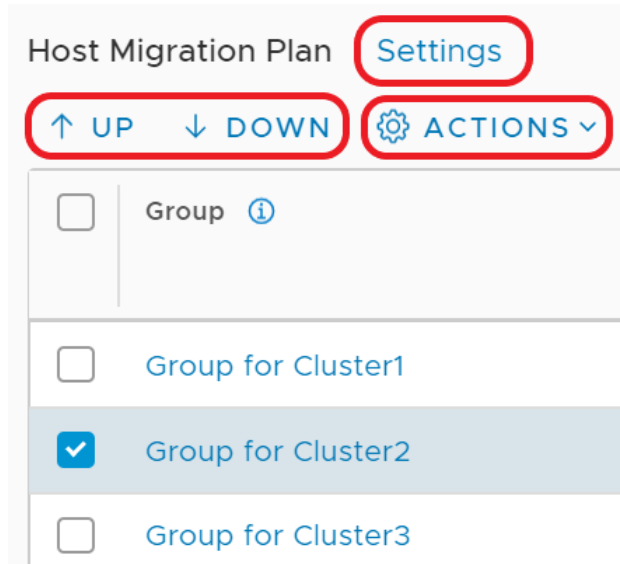 Host Migration Plan Settings
↑ UP ↓ DOWN ACTIONS
Group
Group for Cluster1
Group for Cluster2
Group for Cluster3